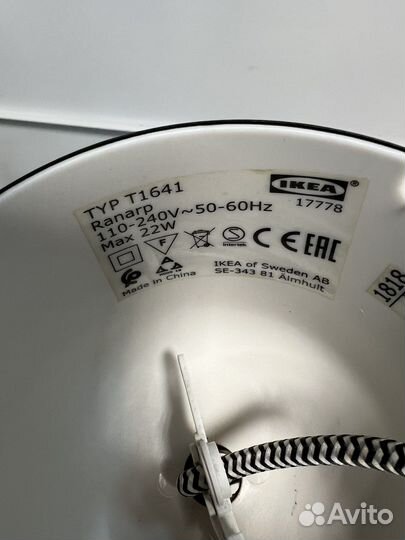 TYP T1641
Ranarp
110-240V~50-60Hz
Max 22W
IKEA
17778
F
Intertek
CE EAC
Made in China
IKEA of Sweden AB
SE-343 81 Älmhult
1818
Avito